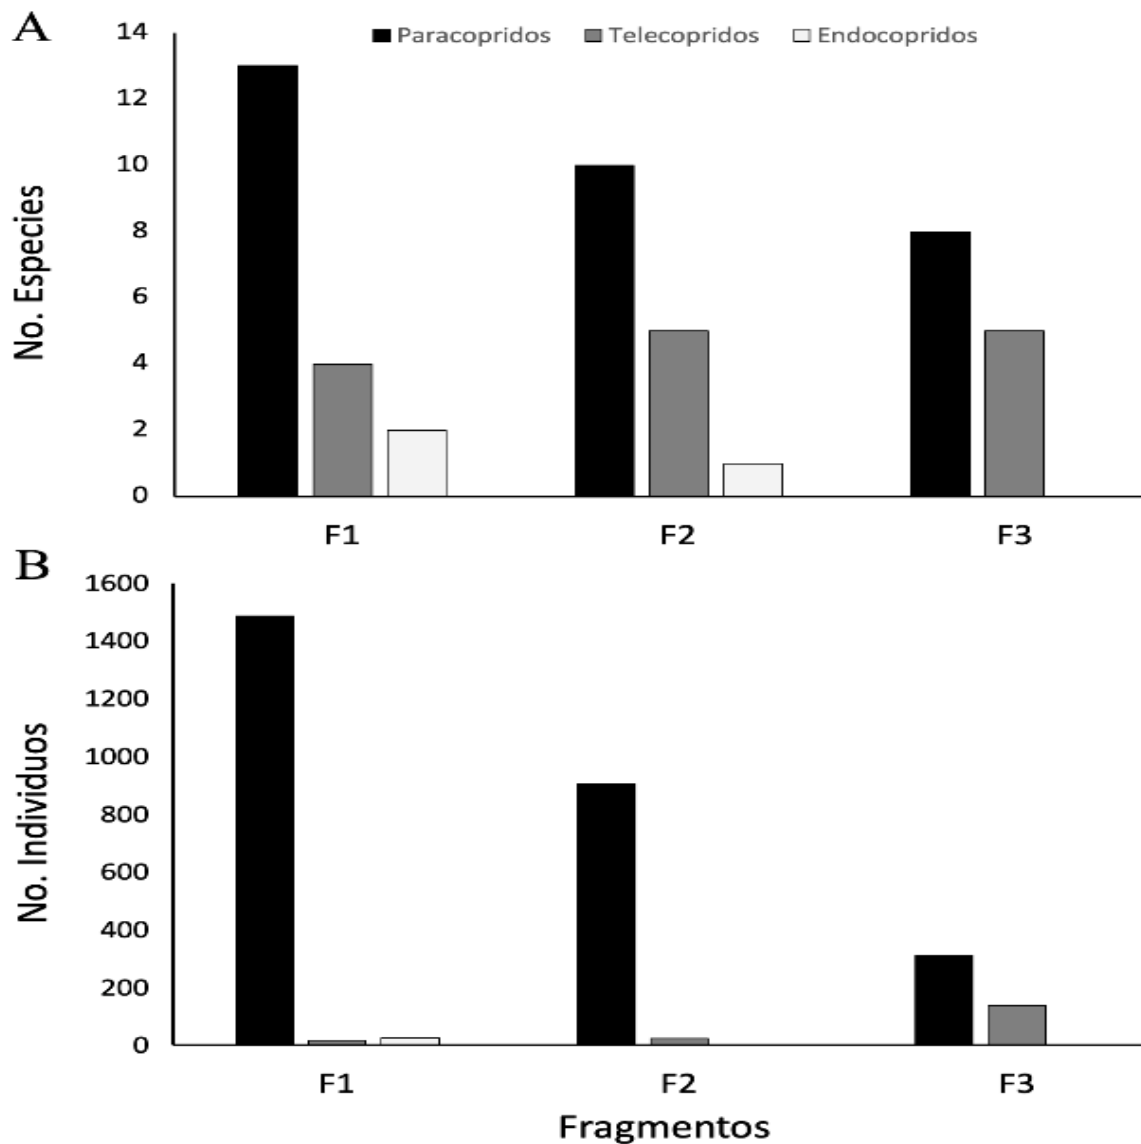 A
Paracopridos Telecopridos Endocopridos
14
12
10
8
6
4
2
0
No. Especies
F1 F2 F3
B
1600
1400
1200
1000
800
600
400
200
0
No. Individuos
F1 F2 F3
Fragmentos